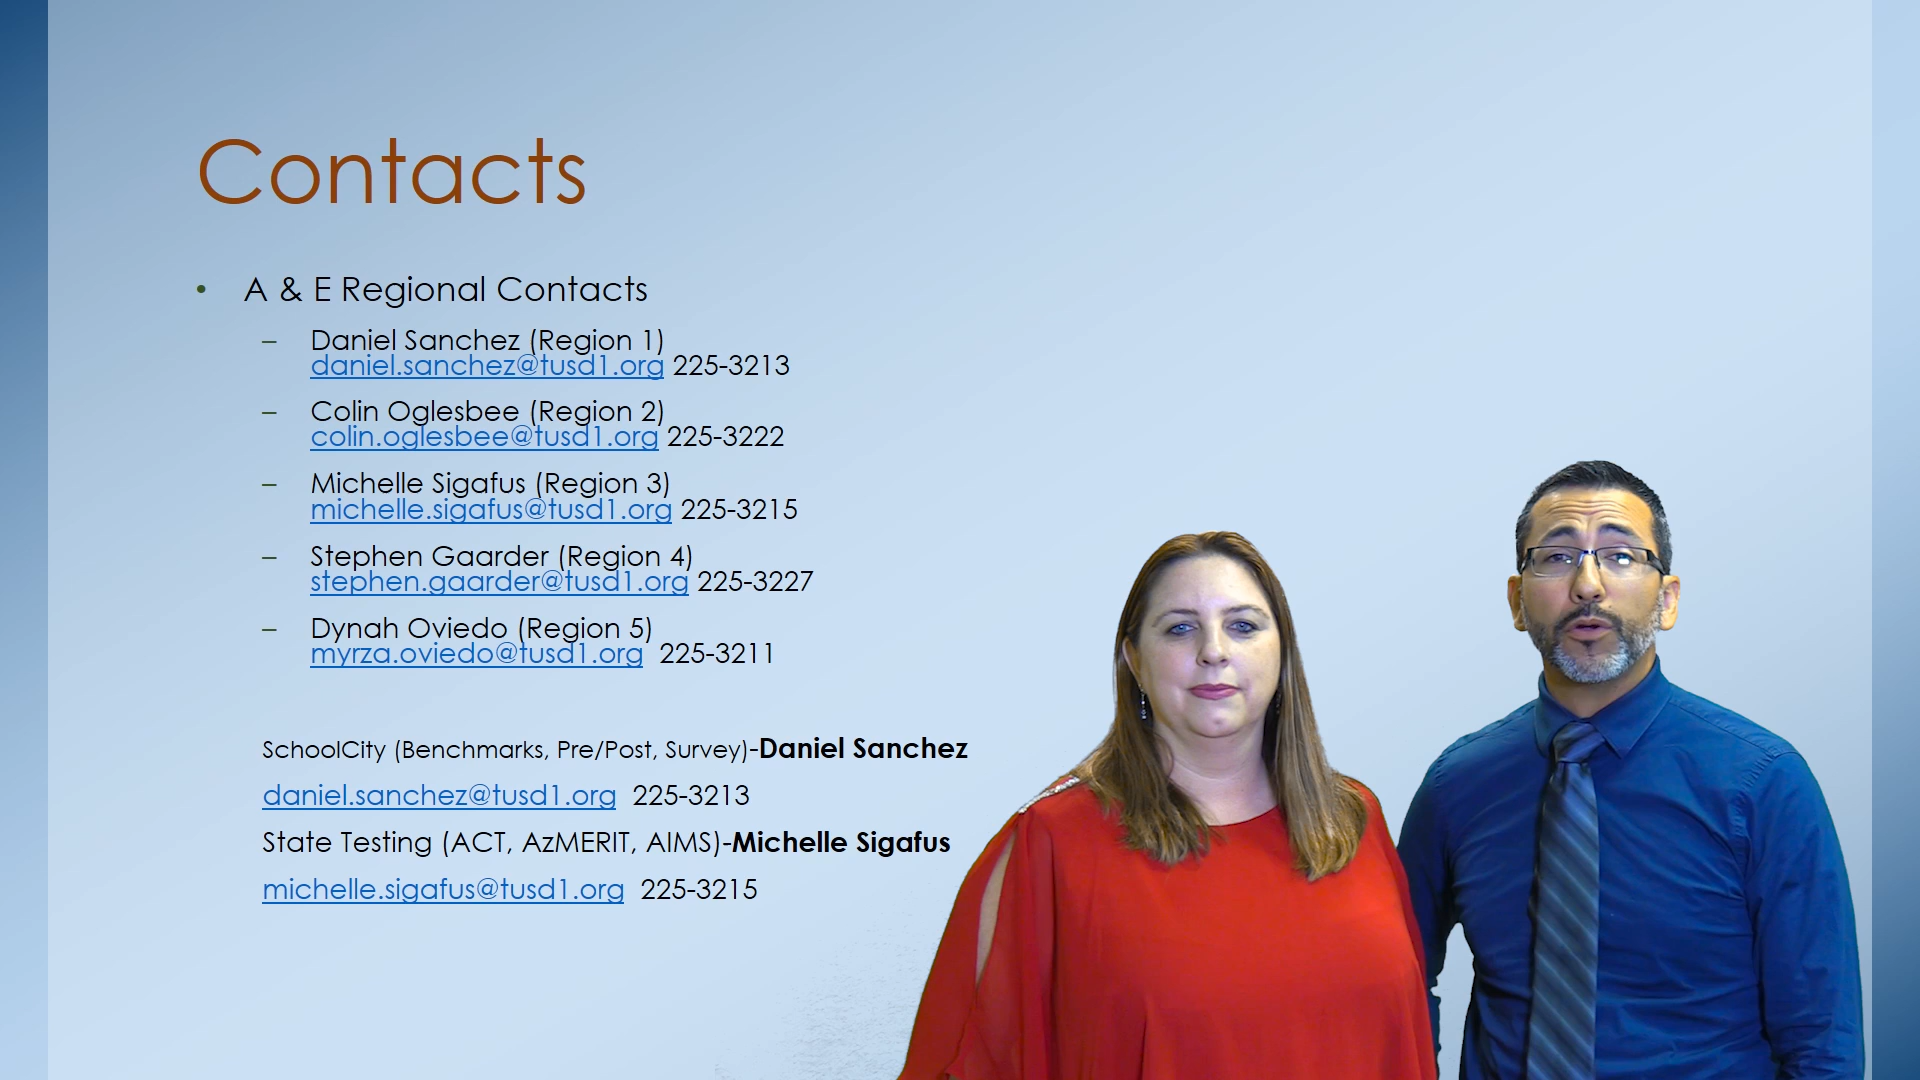 Contacts
• A & E Regional Contacts
– Daniel Sanchez (Region 1)
daniel.sanchez@tusd1.org 225-3213
– Colin Oglesbee (Region 2)
colin.oglesbee@tusd1.org 225-3222
– Michelle Sigafus (Region 3)
michelle.sigafus@tusd1.org 225-3215
– Stephen Gaarder (Region 4)
stephen.gaarder@tusd1.org 225-3227
– Dynah Oviedo (Region 5)
myrza.oviedo@tusd1.org 225-3211
SchoolCity (Benchmarks, Pre/Post, Survey)-Daniel Sanchez
daniel.sanchez@tusd1.org 225-3213
State Testing (ACT, AzMERIT, AIMS)-Michelle Sigafus
michelle.sigafus@tusd1.org 225-3215